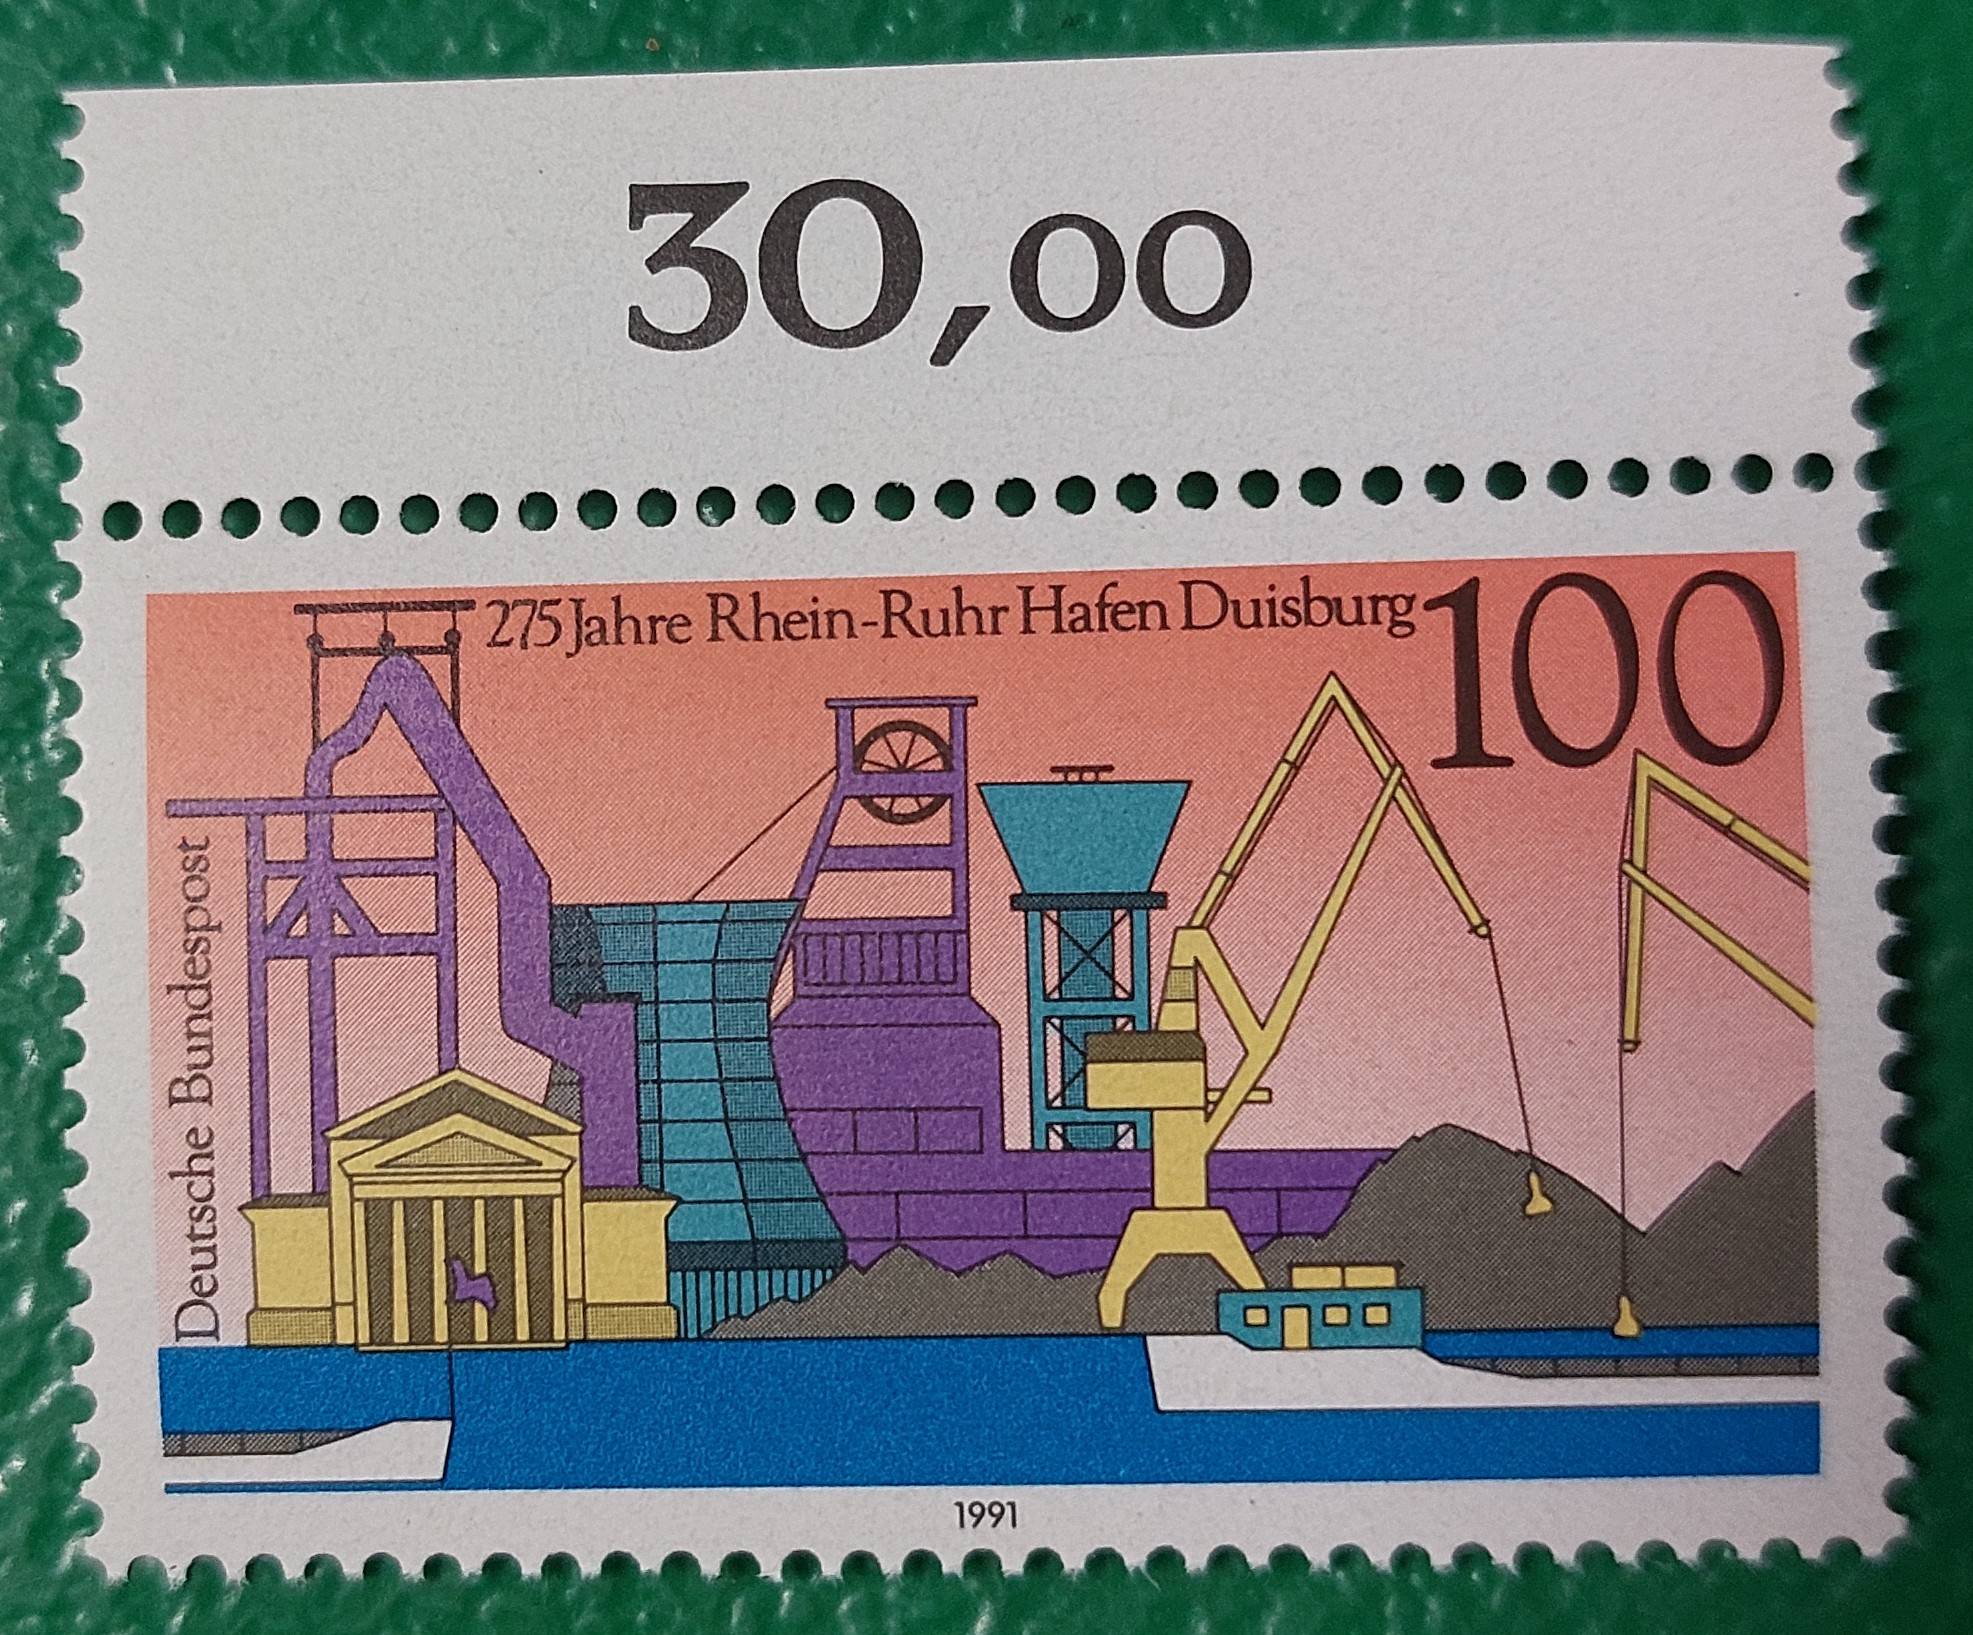 30,00
275 Jahre Rhein-Ruhr Hafen Duisburg
100
Deutsche Bundespost
1991